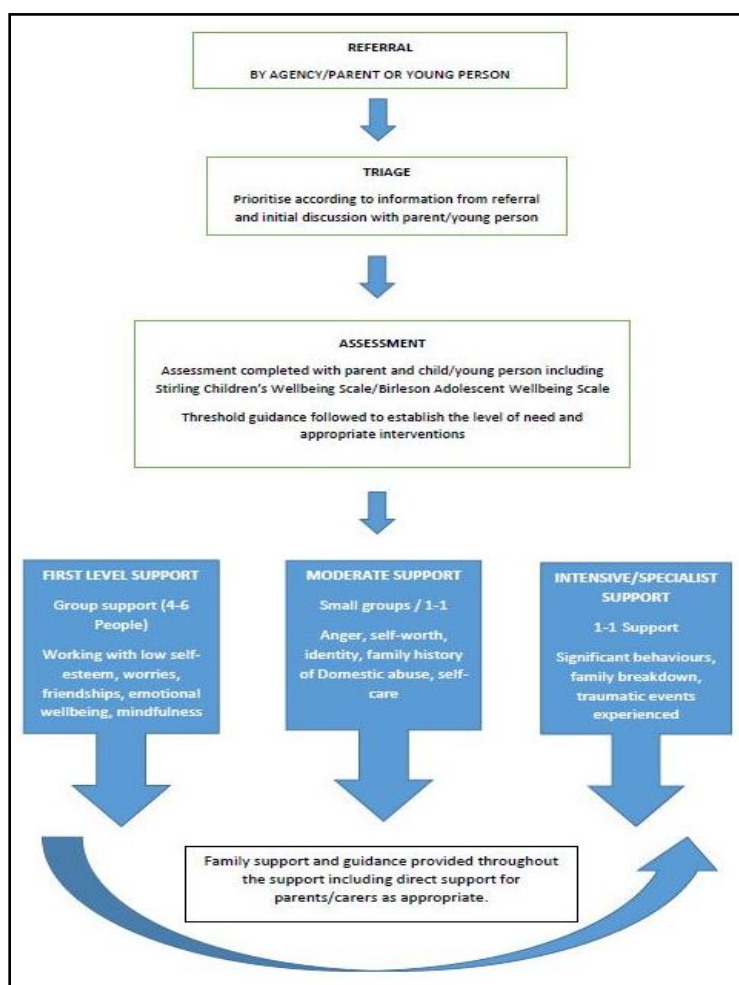 REFERRAL
BY AGENCY/PARENT OR YOUNG PERSON
TRIAGE
Prioritise according to information from referral
and initial discussion with parent/young person
ASSESSMENT
Assessment completed with parent and child/young person including
Stirling Children's Wellbeing Scale/Birleson Adolescent Wellbeing Scale
Threshold guidance followed to establish the level of need and
appropriate interventions
FIRST LEVEL SUPPORT
Group support (4-6
People)
Working with low self-
esteem, worries,
friendships, emotional
wellbeing, mindfulness
MODERATE SUPPORT
Small groups / 1-1
Anger, self-worth,
identity, family history
of Domestic abuse, self-
care
INTENSIVE/SPECIALIST
SUPPORT
1-1 Support
Significant behaviours,
family breakdown,
traumatic events
experienced
Family support and guidance provided throughout
the support including direct support for
parents/carers as appropriate.